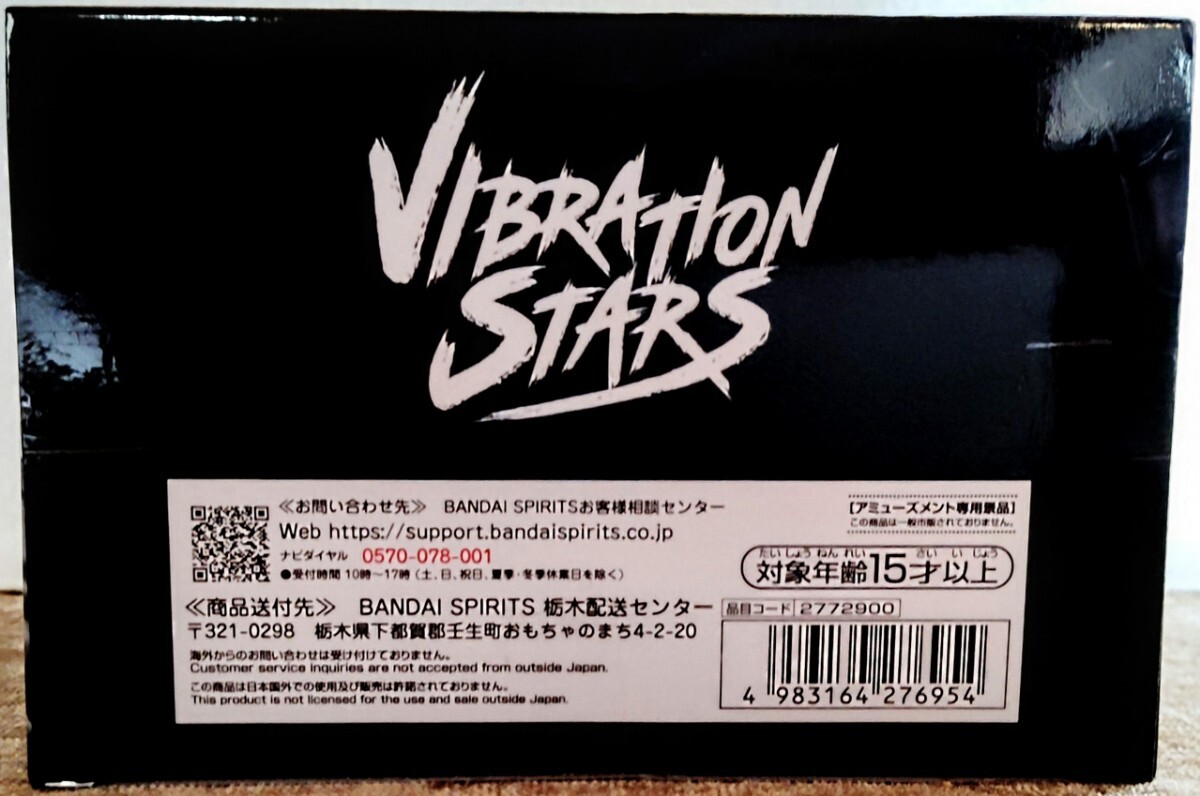 VIBRATION
STARS
≪お問い合わせ先≫ BANDAI SPIRITSお客様相談センター
Web https://support.bandaispirits.co.jp
ナビダイヤル 0570-078-001
●受付時間 10時〜17時（土、日、祝日、夏季・冬季休業日を除く）
≪商品送付先≫ BANDAI SPIRITS 栃木配送センター
〒321-0298 栃木県下都賀郡壬生町おもちゃのまち4-2-20
海外からのお問い合わせは受け付けておりません。
Customer service inquiries are not accepted from outside Japan.
この商品は日本国外での使用及び販売は許諾されておりません。
This product is not licensed for the use and sale outside Japan.
【アミューズメント専用景品】
この商品は一般市販されておりません。
たいしょうねんれい さいいじょう
対象年齢15才以上
品目コード 2772900
4 983164 276954